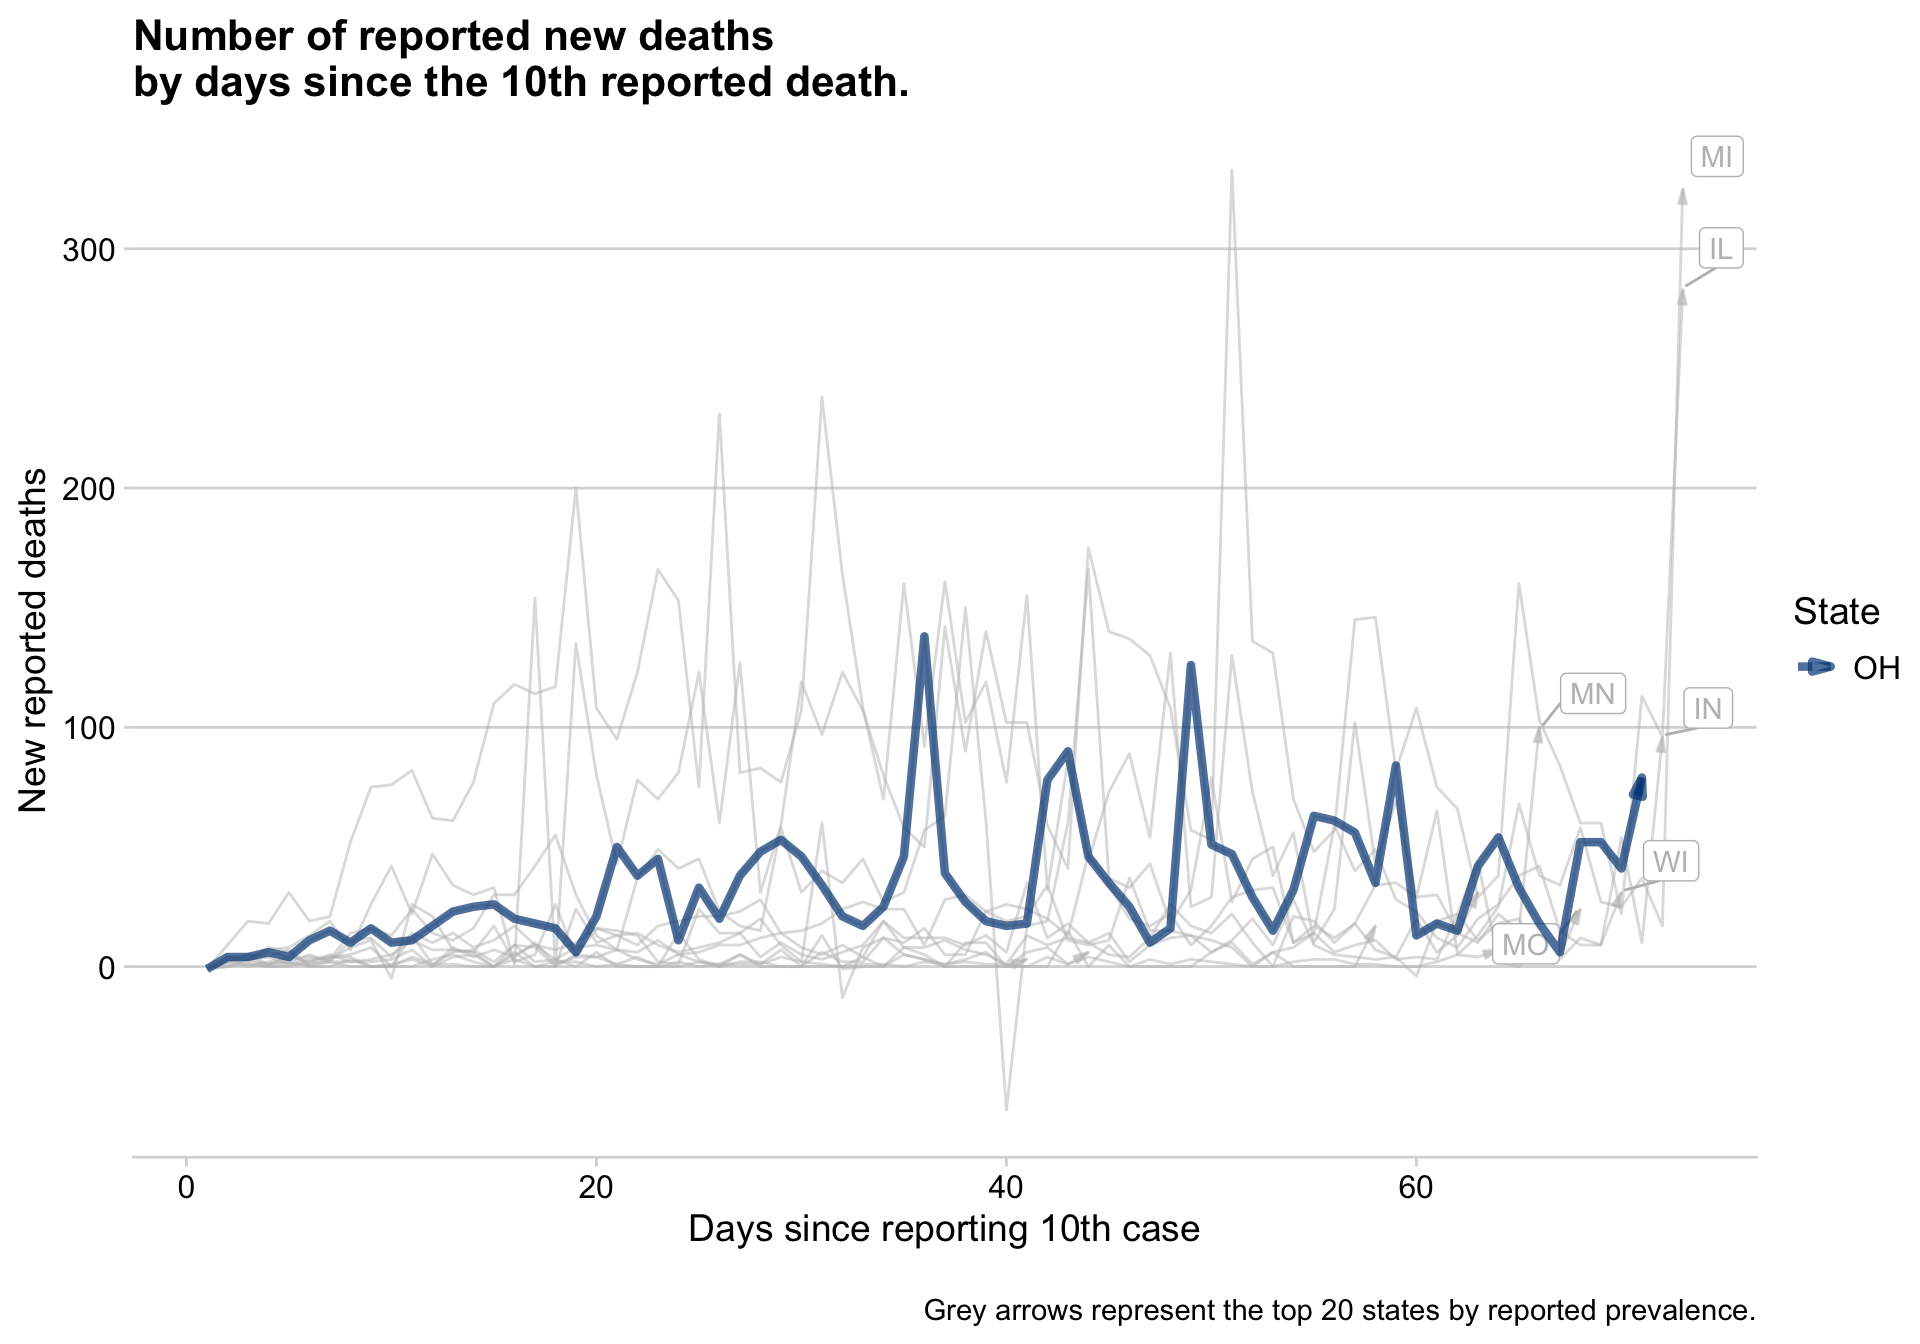 Number of reported new deaths
by days since the 10th reported death.
MI
IL
300
200
MN
IN
100
WI
MO
0
New reported deaths
State
OH
0 20 40 60
Days since reporting 10th case
Grey arrows represent the top 20 states by reported prevalence.